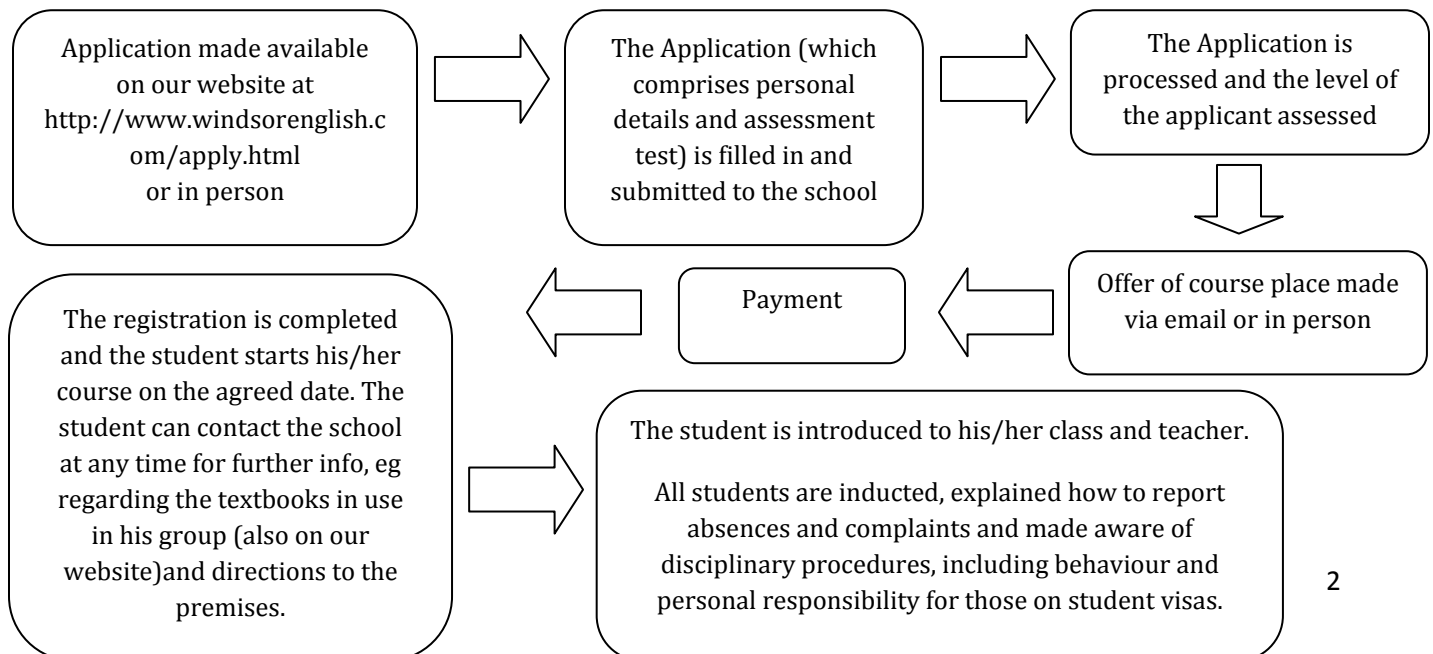 Application made available
on our website at
http://www.windsorenglish.c
om/apply.html
or in person
The Application (which
comprises personal
details and assessment
test) is filled in and
submitted to the school
The Application is
processed and the level of
the applicant assessed
Offer of course place made
via email or in person
Payment
The registration is completed
and the student starts his/her
course on the agreed date. The
student can contact the school
at any time for further info, eg
regarding the textbooks in use
in his group (also on our
website)and directions to the
premises.
The student is introduced to his/her class and teacher.
All students are inducted, explained how to report
absences and complaints and made aware of
disciplinary procedures, including behaviour and
personal responsibility for those on student visas.
2